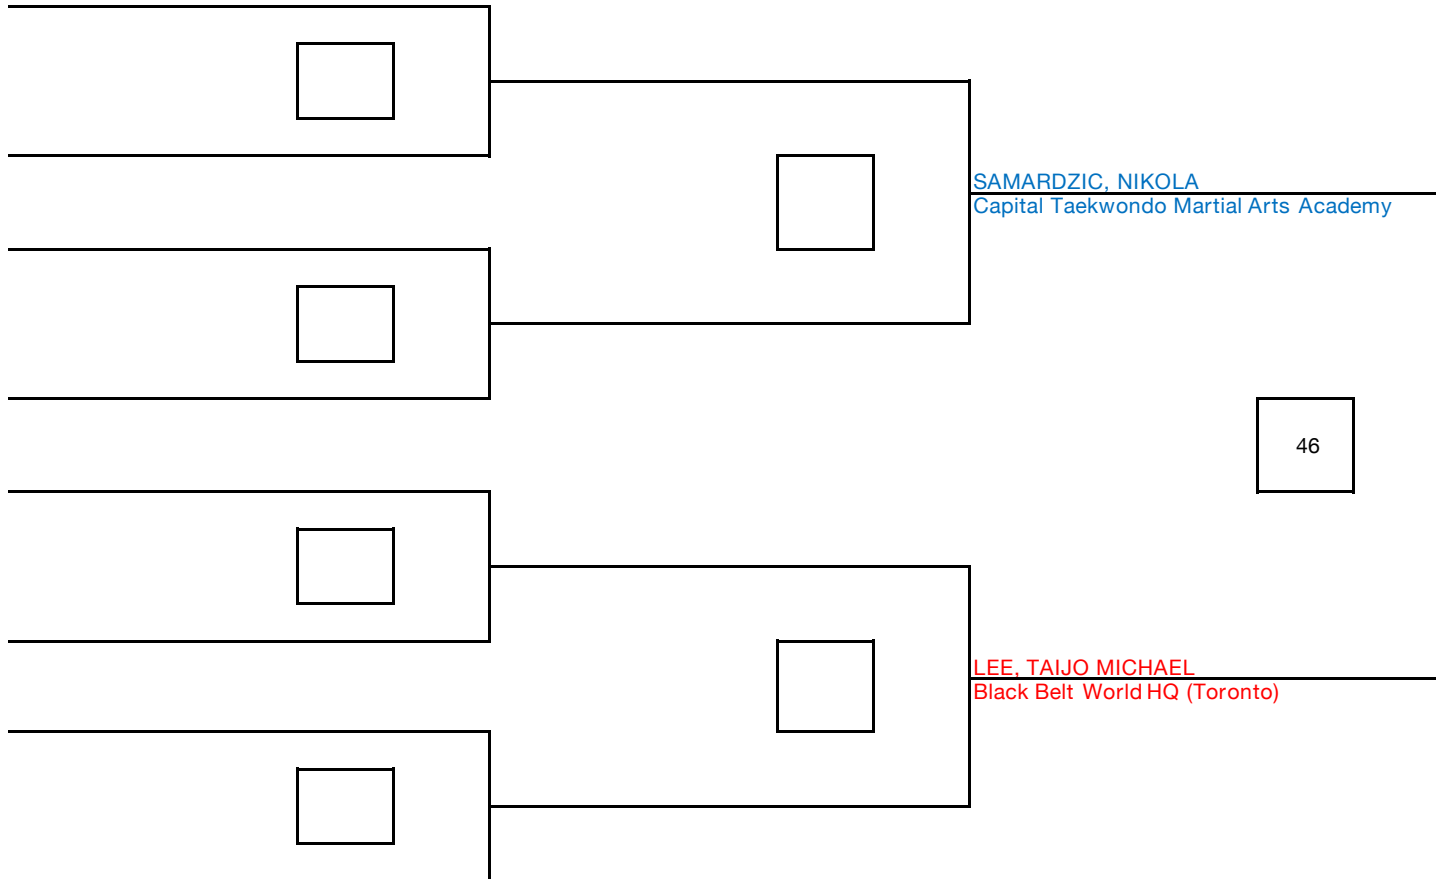 SAMARDZIC, NIKOLA
Capital Taekwondo Martial Arts Academy
46
LEE, TAIJO MICHAEL
Black Belt World HQ (Toronto)